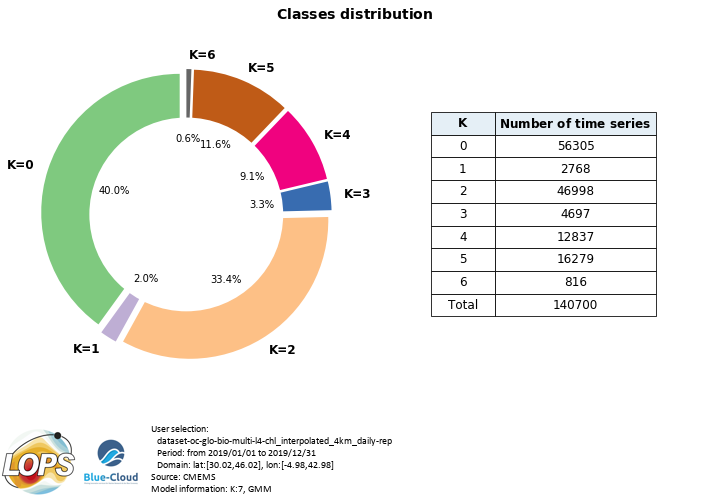 Classes distribution
K=6
K=5
K=4
K=3
K=0
K=1
K=2
0.6%
11.6%
9.1%
3.3%
40.0%
2.0%
33.4%
K Number of time series
0 56305
1 2768
2 46998
3 4697
4 12837
5 16279
6 816
Total 140700
LOPS
Blue-Cloud
User selection:
dataset-oc-glo-bio-multi-l4-chl_interpolated_4km_daily-rep
Period: from 2019/01/01 to 2019/12/31
Domain: lat:[30.02,46.02], lon:[-4.98,42.98]
Source: CMEMS
Model information: K:7, GMM